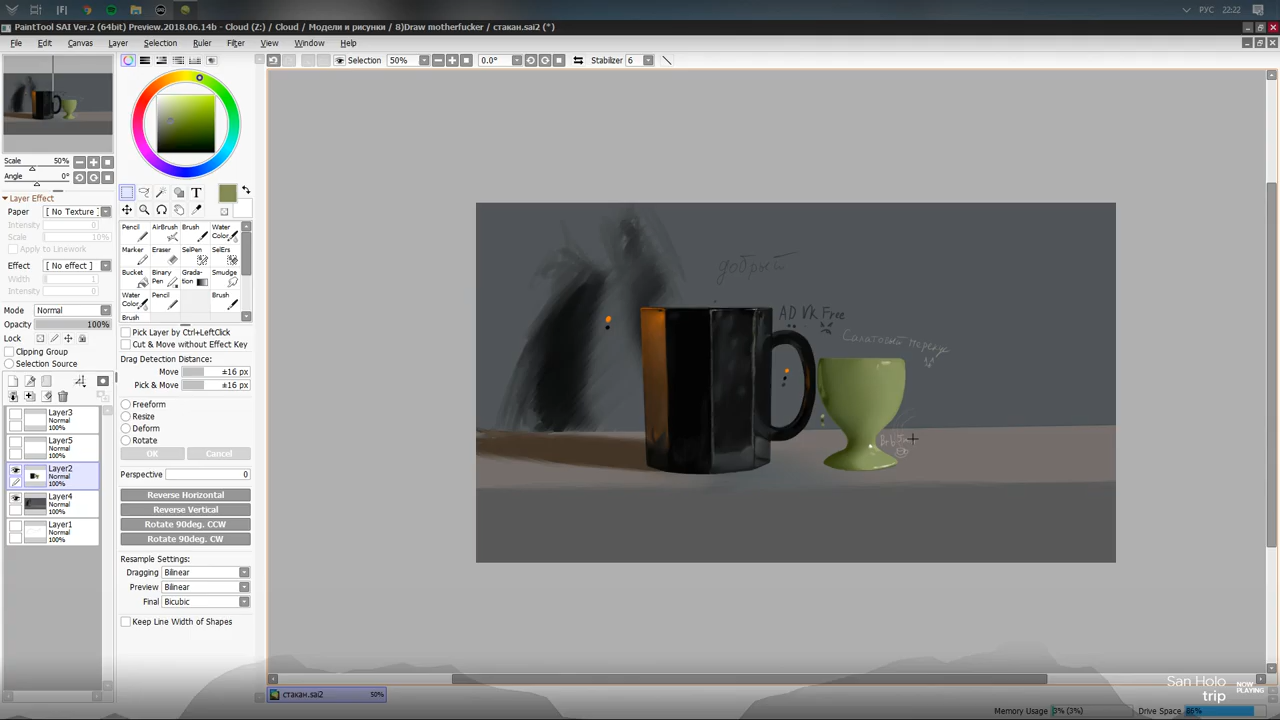 РУС 22:22
PaintTool SAI Ver.2 (64bit) Preview.2018.06.14b - Cloud (Z:) / Cloud / Модели и рисунки / 8)Draw motherfucker / стакан.sai2 (*)
File Edit Canvas Layer Selection Ruler Filter View Window Help
Selection 50% 0.0° Stabilizer 6
Scale 50%
Angle 0°
Layer Effect
Paper: [ No Texture ]
Intensity 0
Scale 10%
Apply to Linework
Effect [ No effect ]
Width 1
Intensity 0
Mode Normal
Opacity 100%
Lock
Clipping Group
Selection Source
Layer3
Normal
100%
Layer5
Normal
100%
Layer2
Normal
100%
Layer4
Normal
100%
Layer1
Normal
100%
T
Pencil AirBrush Brush Water Color
Marker Eraser SelPen SelErs
Bucket Binary Pen Grada-tion Smudge
Water Color Pencil Brush
Brush
Pick Layer by Ctrl+LeftClick
Cut & Move without Effect Key
Drag Detection Distance:
Pick ±16 px
Pick & Move ±16 px
Freeform
Resize
Deform
Rotate
OK Cancel
Perspective 0
Reverse Horizontal
Reverse Vertical
Rotate 90deg. CCW
Rotate 90deg. CW
Resample Settings:
Dragging Bilinear
Preview Bilinear
Final Bicubic
Keep Line Width of Shapes
добрый
AD VK Free
Салатовый
стакан.sai2 50%
San Holo
trip
NOW PLAYING
Memory Usage 3% (3%) Drive Space 86%